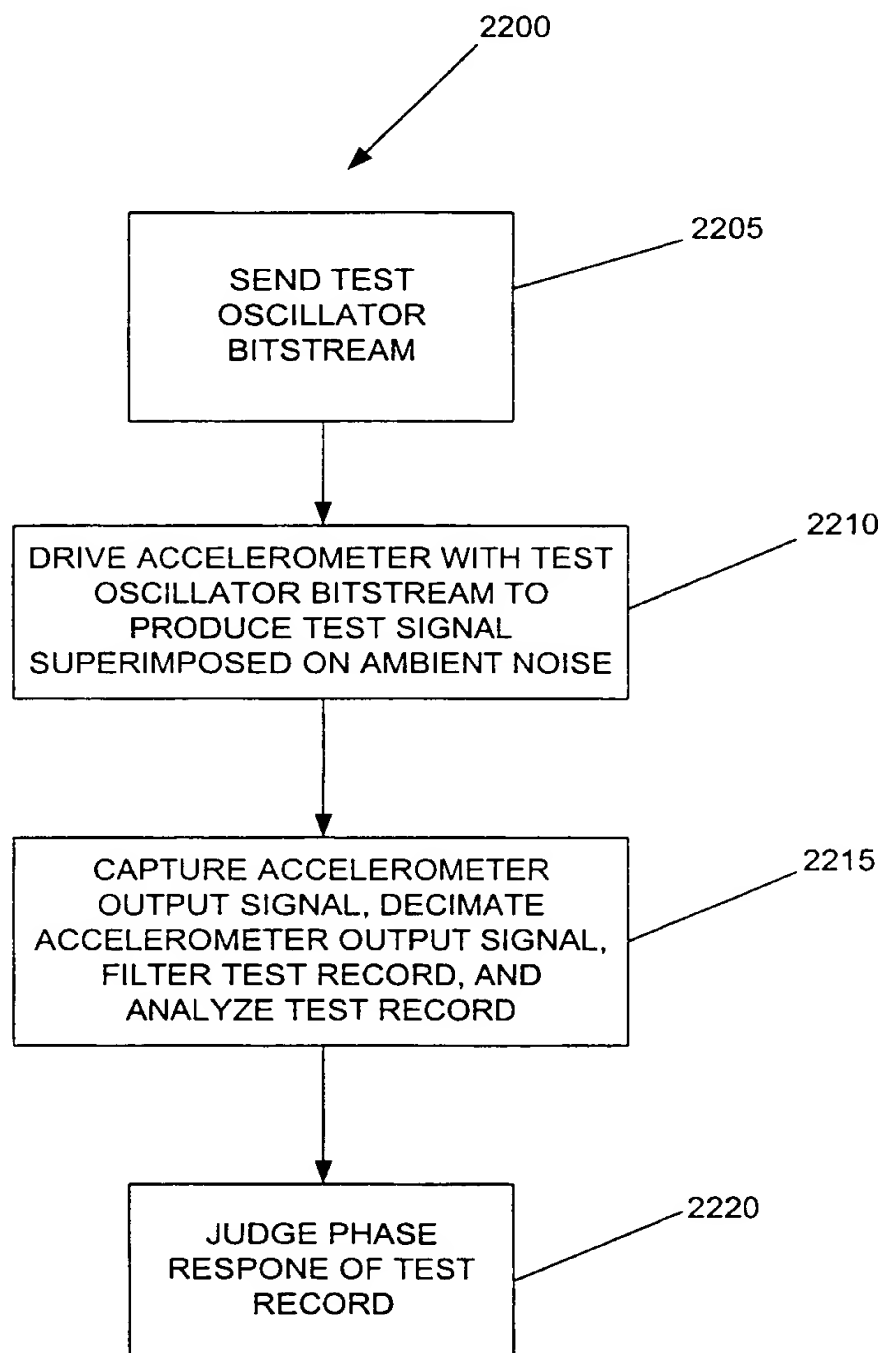 2200
SEND TEST
OSCILLATOR
BITSTREAM
2205
DRIVE ACCELEROMETER WITH TEST
OSCILLATOR BITSTREAM TO
PRODUCE TEST SIGNAL
SUPERIMPOSED ON AMBIENT NOISE
2210
CAPTURE ACCELEROMETER
OUTPUT SIGNAL, DECIMATE
ACCELEROMETER OUTPUT SIGNAL,
FILTER TEST RECORD, AND
ANALYZE TEST RECORD
2215
JUDGE PHASE
RESPONE OF TEST
RECORD
2220